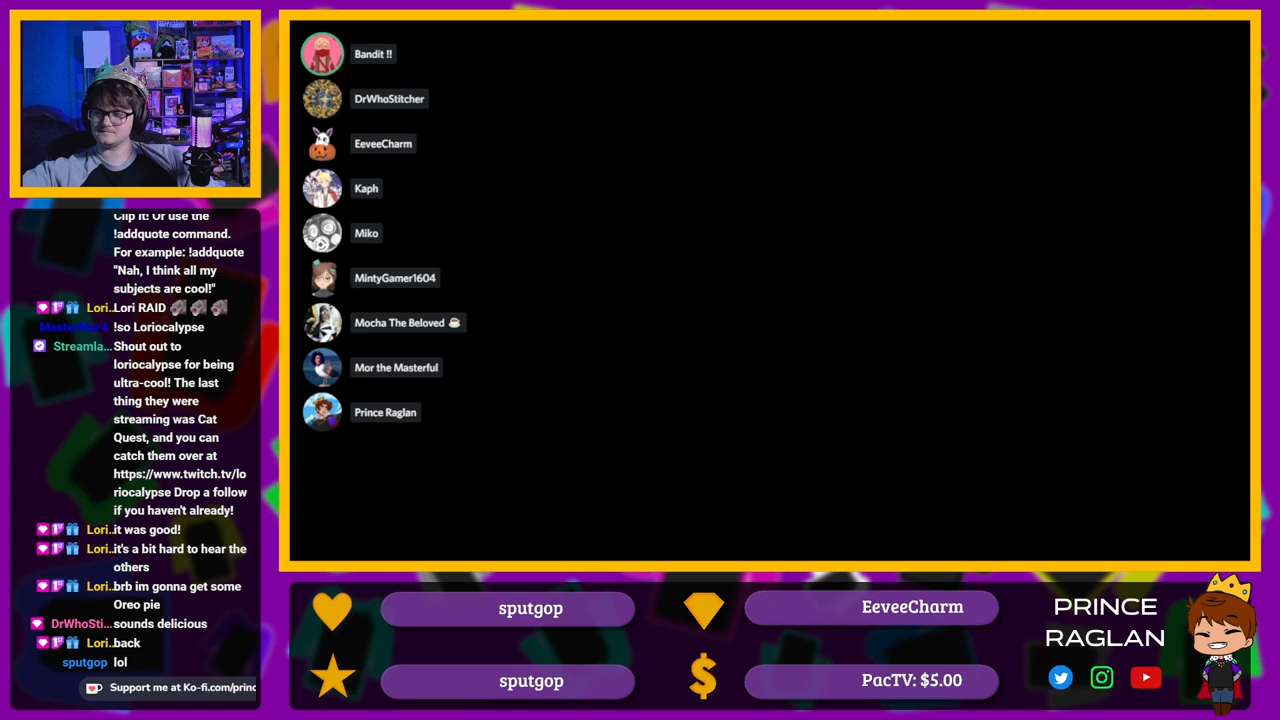 Clip it! Or use the
!addquote command.
For example: !addquote
"Nah, I think all my
subjects are cool!"
Lori.. Lori RAID
!so Loriocalypse
Streamla... Shout out to
loriocalypse for being
ultra-cool! The last
thing they were
streaming was Cat
Quest, and you can
catch them over at
https://www.twitch.tv/lo
riocalypse Drop a follow
if you haven't already!
Lori.. it was good!
Lori.. it's a bit hard to hear the
others
Lori.. brb im gonna get some
Oreo pie
DrWhoSti... sounds delicious
Lori.. back
sputgop lol
Support me at Ko-fi.com/princ
Bandit !!
DrWhoStitcher
EeveeCharm
Kaph
Miko
MintyGamer1604
Mocha The Beloved ☕
Mor the Masterful
Prince Raglan
sputgop
EeveeCharm
sputgop
$
PacTV: $5.00
PRINCE
RAGLAN